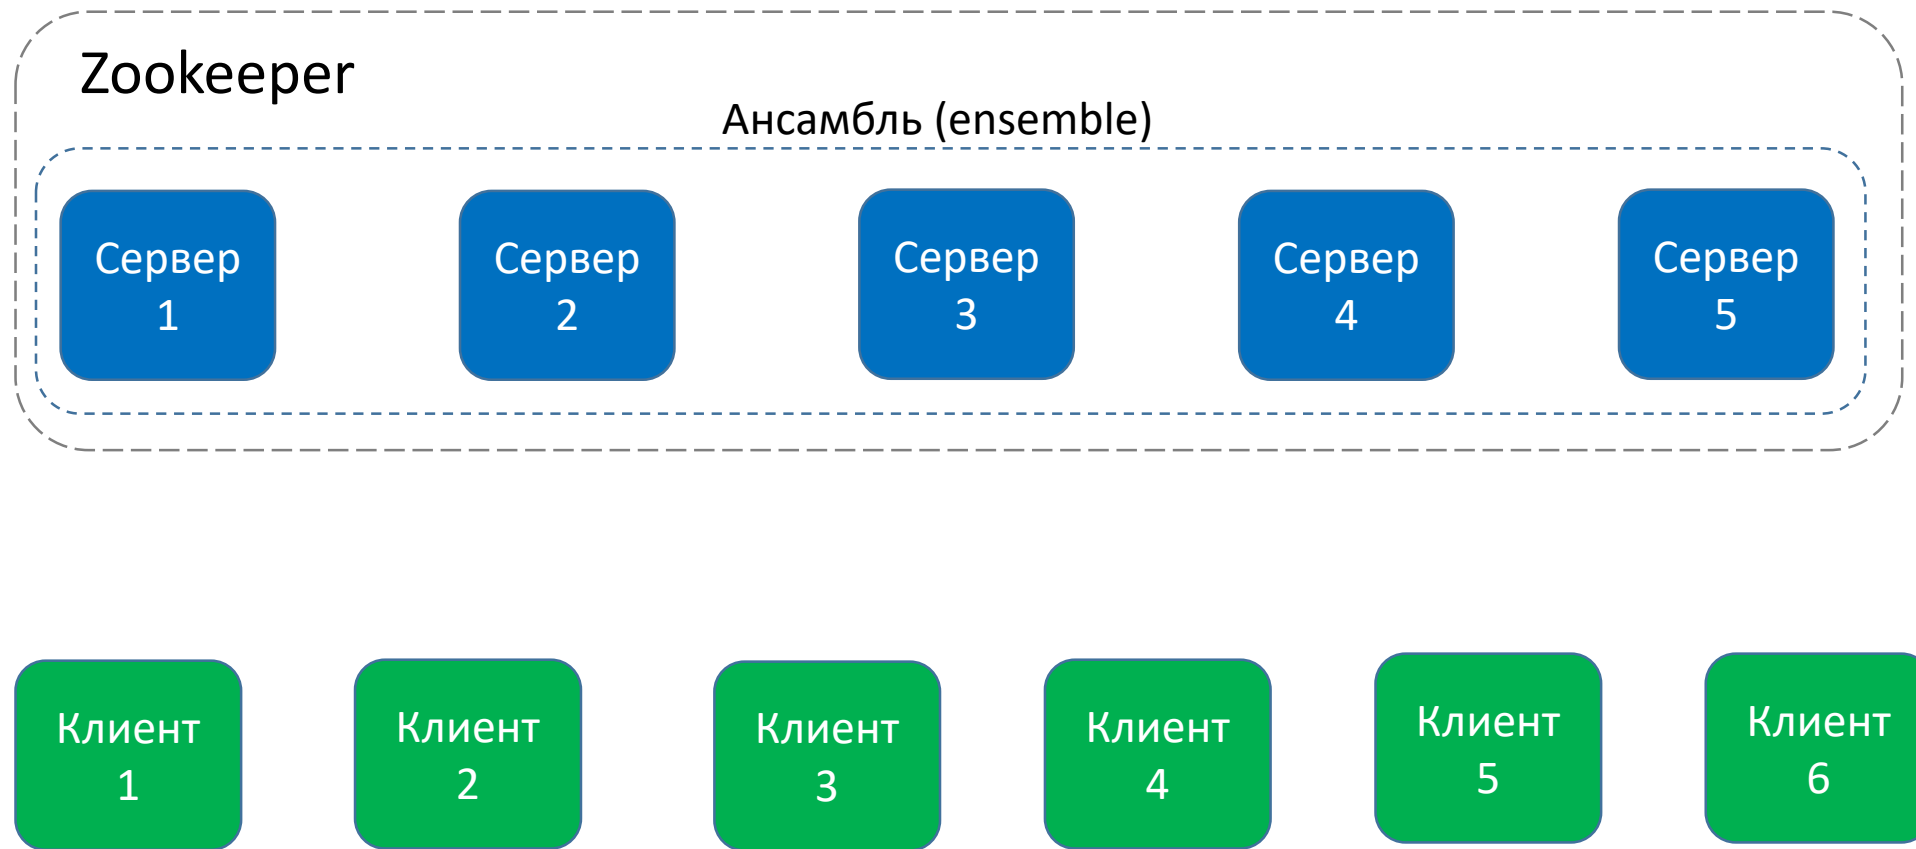 Zookeeper
Ансамбль (ensemble)
Сервер
1
Сервер
2
Сервер
3
Сервер
4
Сервер
5
Клиент
1
Клиент
2
Клиент
3
Клиент
4
Клиент
5
Клиент
6